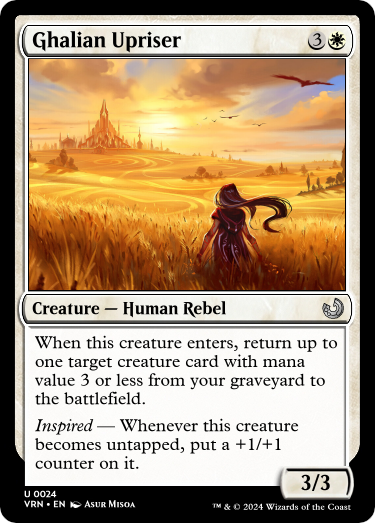 Ghalian Upriser 3
Creature — Human Rebel
When this creature enters, return up to
one target creature card with mana
value 3 or less from your graveyard to
the battlefield.
Inspired — Whenever this creature
becomes untapped, put a +1/+1
counter on it.
3/3
U 0024
VRN • EN Asur Misoa
™ & © 2024 Wizards of the Coast